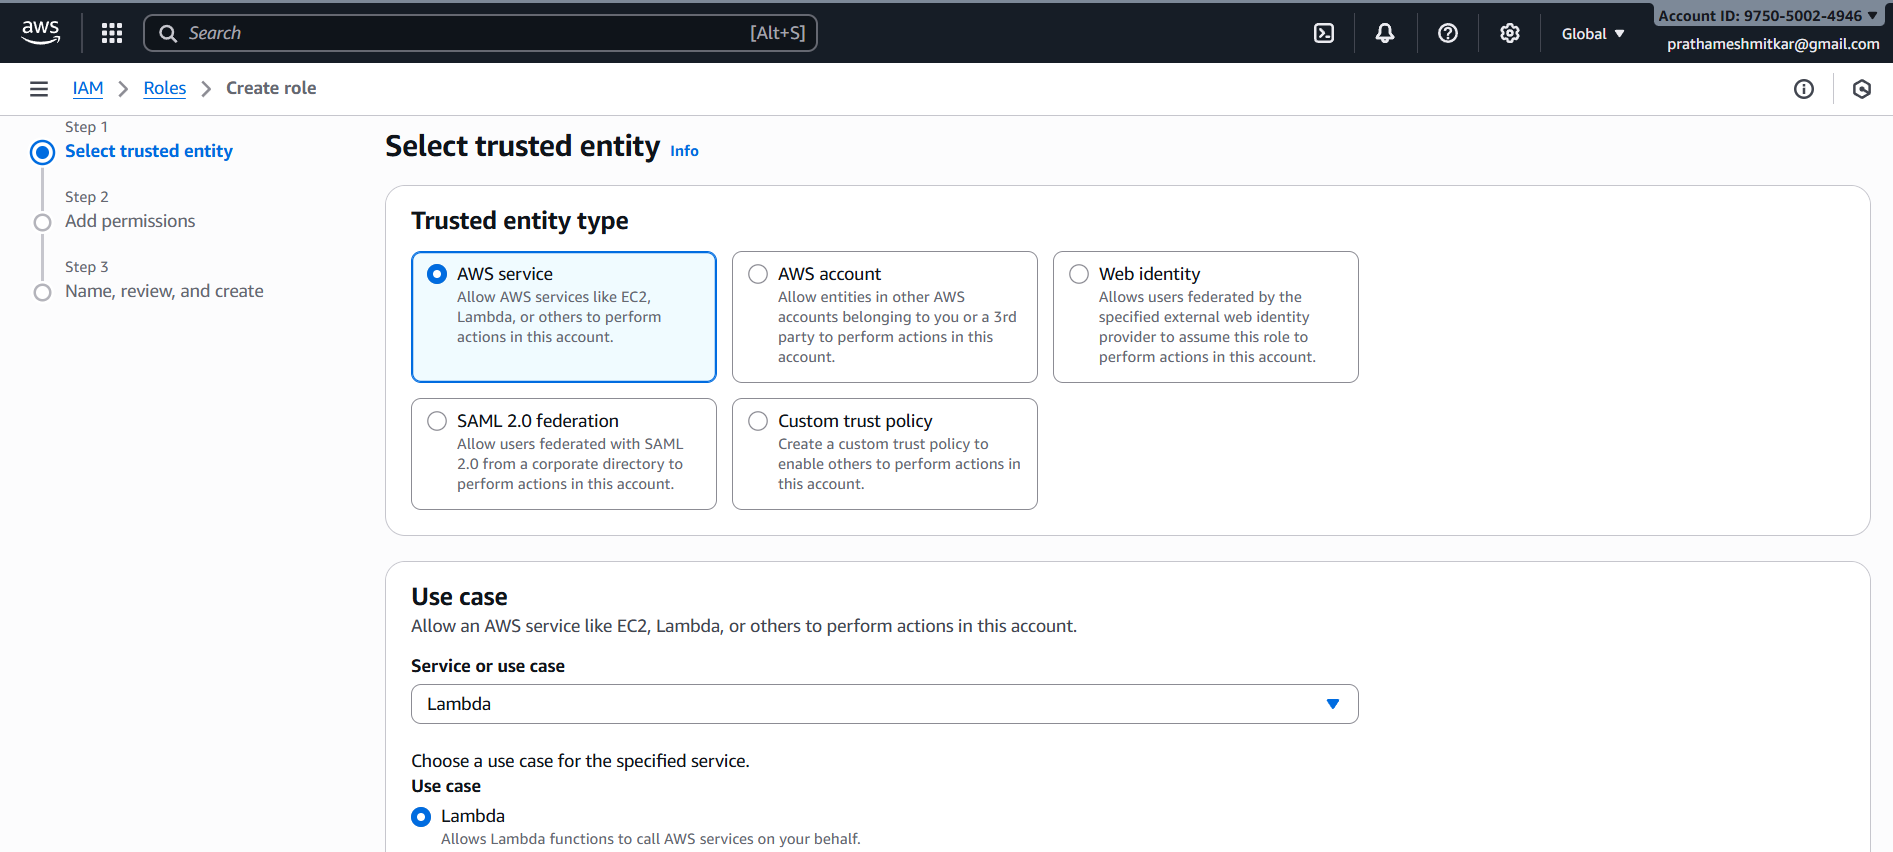 aws
Search
[Alt+S]
Global
Account ID: 9750-5002-4946
prathameshmitkar@gmail.com
IAM
Roles
Create role
Step 1
Select trusted entity
Step 2
Add permissions
Step 3
Name, review, and create
Select trusted entity Info
Trusted entity type
AWS service
Allow AWS services like EC2,
Lambda, or others to perform
actions in this account.
AWS account
Allow entities in other AWS
accounts belonging to you or a 3rd
party to perform actions in this
account.
Web identity
Allows users federated by the
specified external web identity
provider to assume this role to
perform actions in this account.
SAML 2.0 federation
Allow users federated with SAML
2.0 from a corporate directory to
perform actions in this account.
Custom trust policy
Create a custom trust policy to
enable others to perform actions in
this account.
Use case
Allow an AWS service like EC2, Lambda, or others to perform actions in this account.
Service or use case
Lambda
Choose a use case for the specified service.
Use case
Lambda
Allows Lambda functions to call AWS services on your behalf.